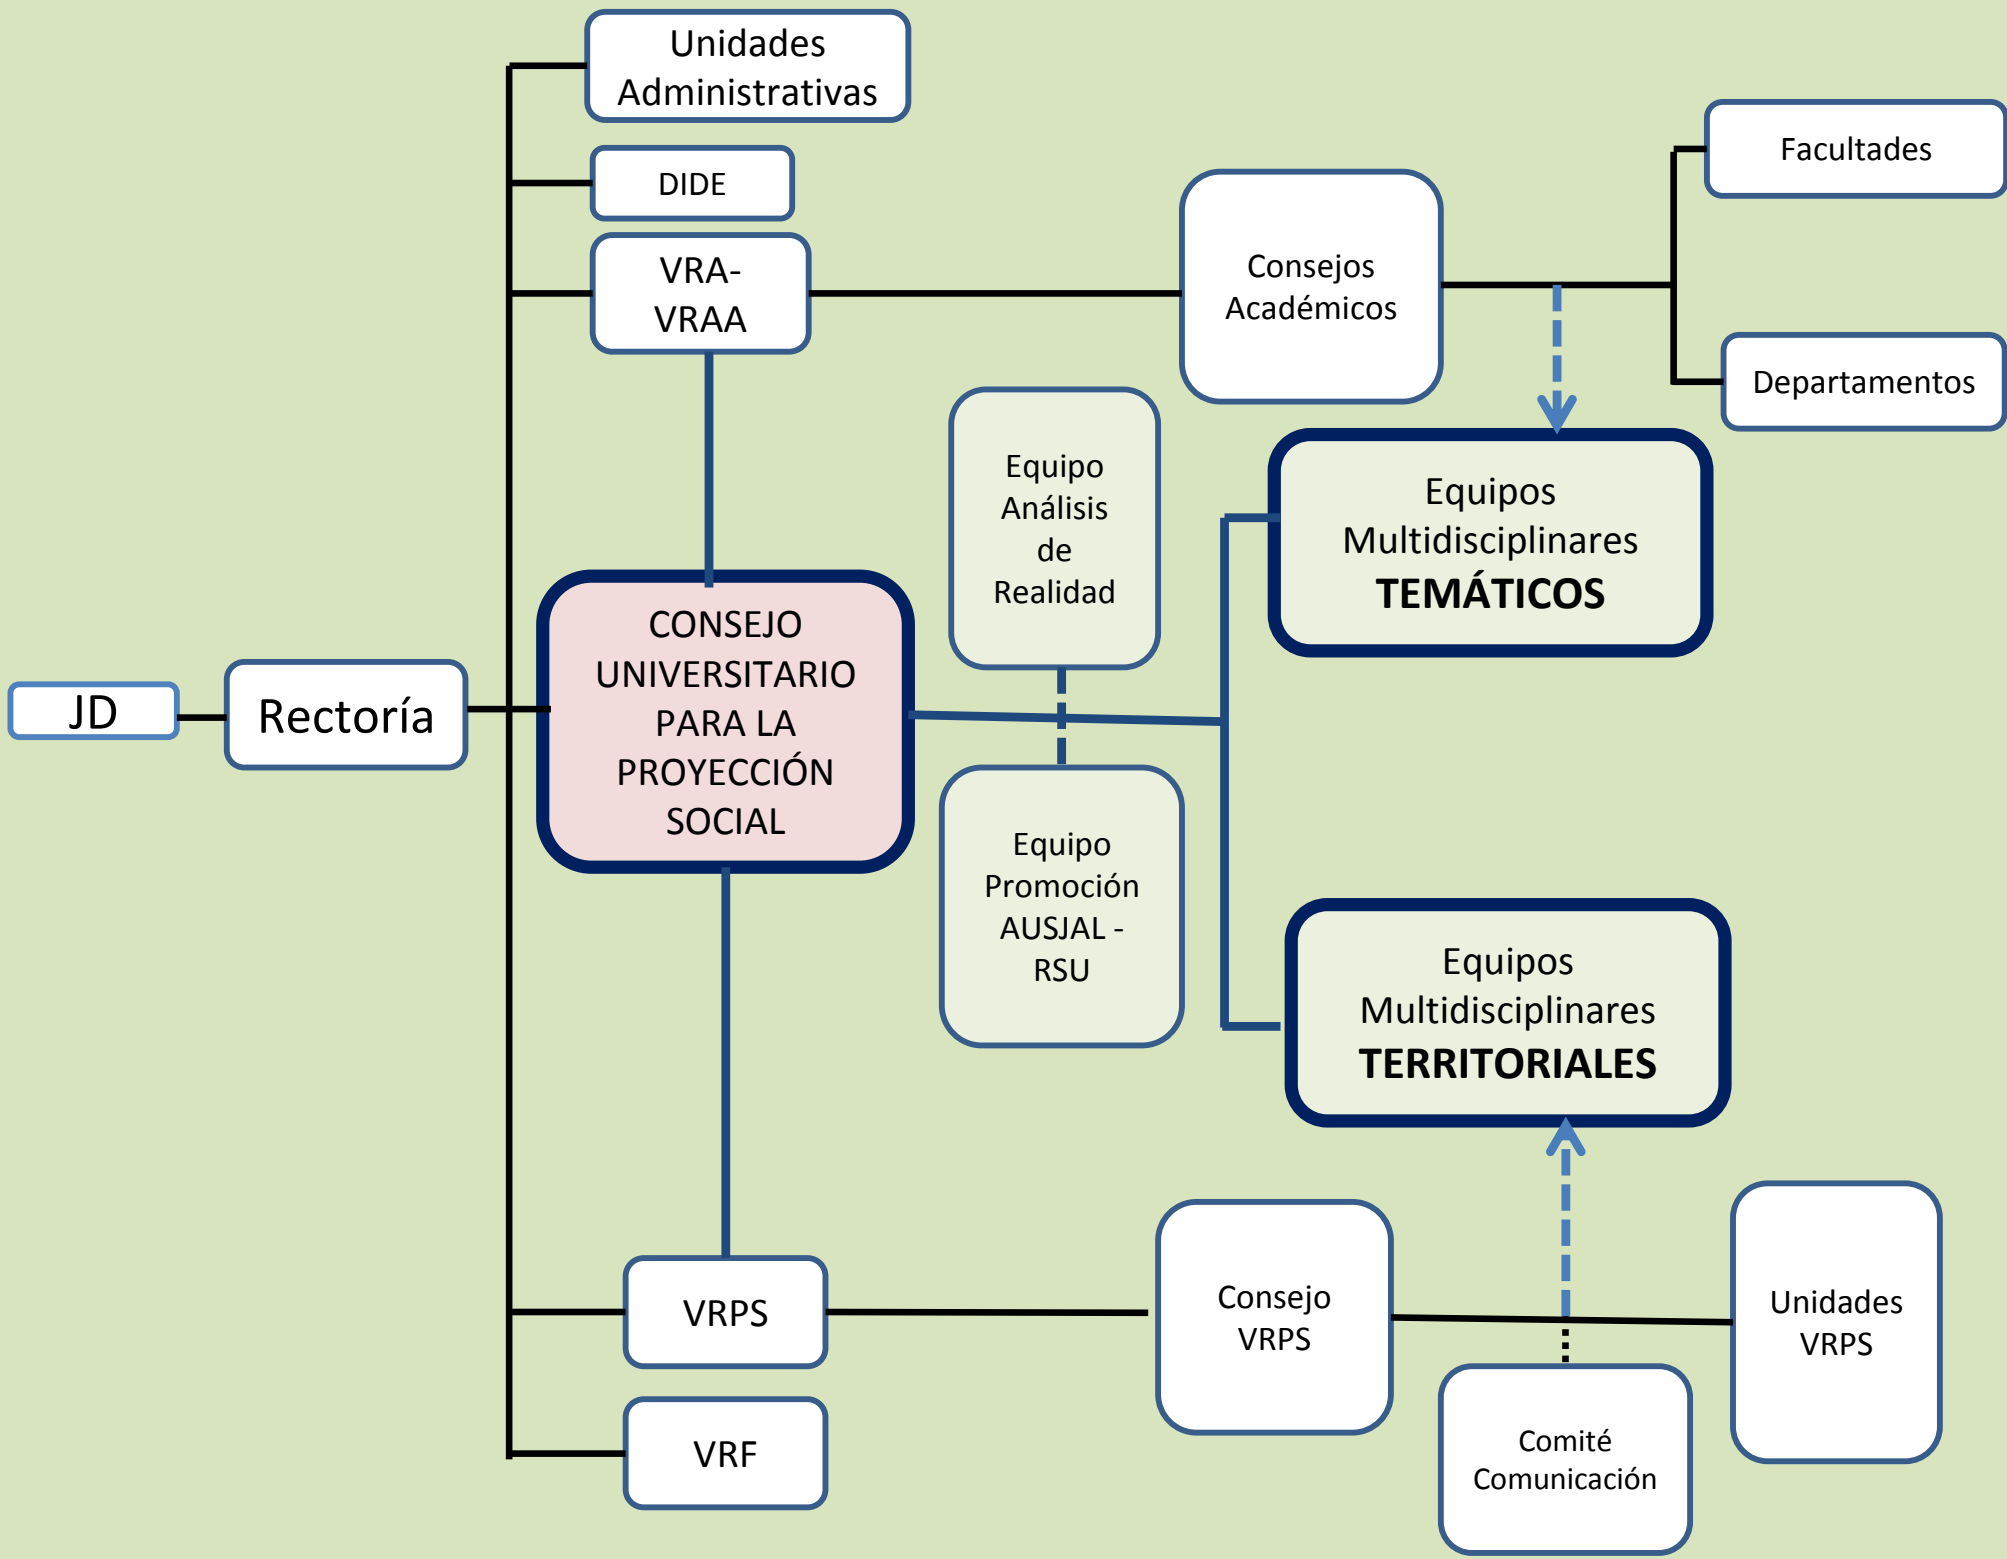 Unidades
Administrativas
DIDE
VRA-
VRAA
Consejos
Académicos
Facultades
Departamentos
Equipo
Análisis
de
Realidad
Equipos
Multidisciplinares
TEMÁTICOS
JD
Rectoría
CONSEJO
UNIVERSITARIO
PARA LA
PROYECCIÓN
SOCIAL
Equipo
Promoción
AUSJAL -
RSU
Equipos
Multidisciplinares
TERRITORIALES
VRPS
Consejo
VRPS
Unidades
VRPS
VRF
Comité
Comunicación